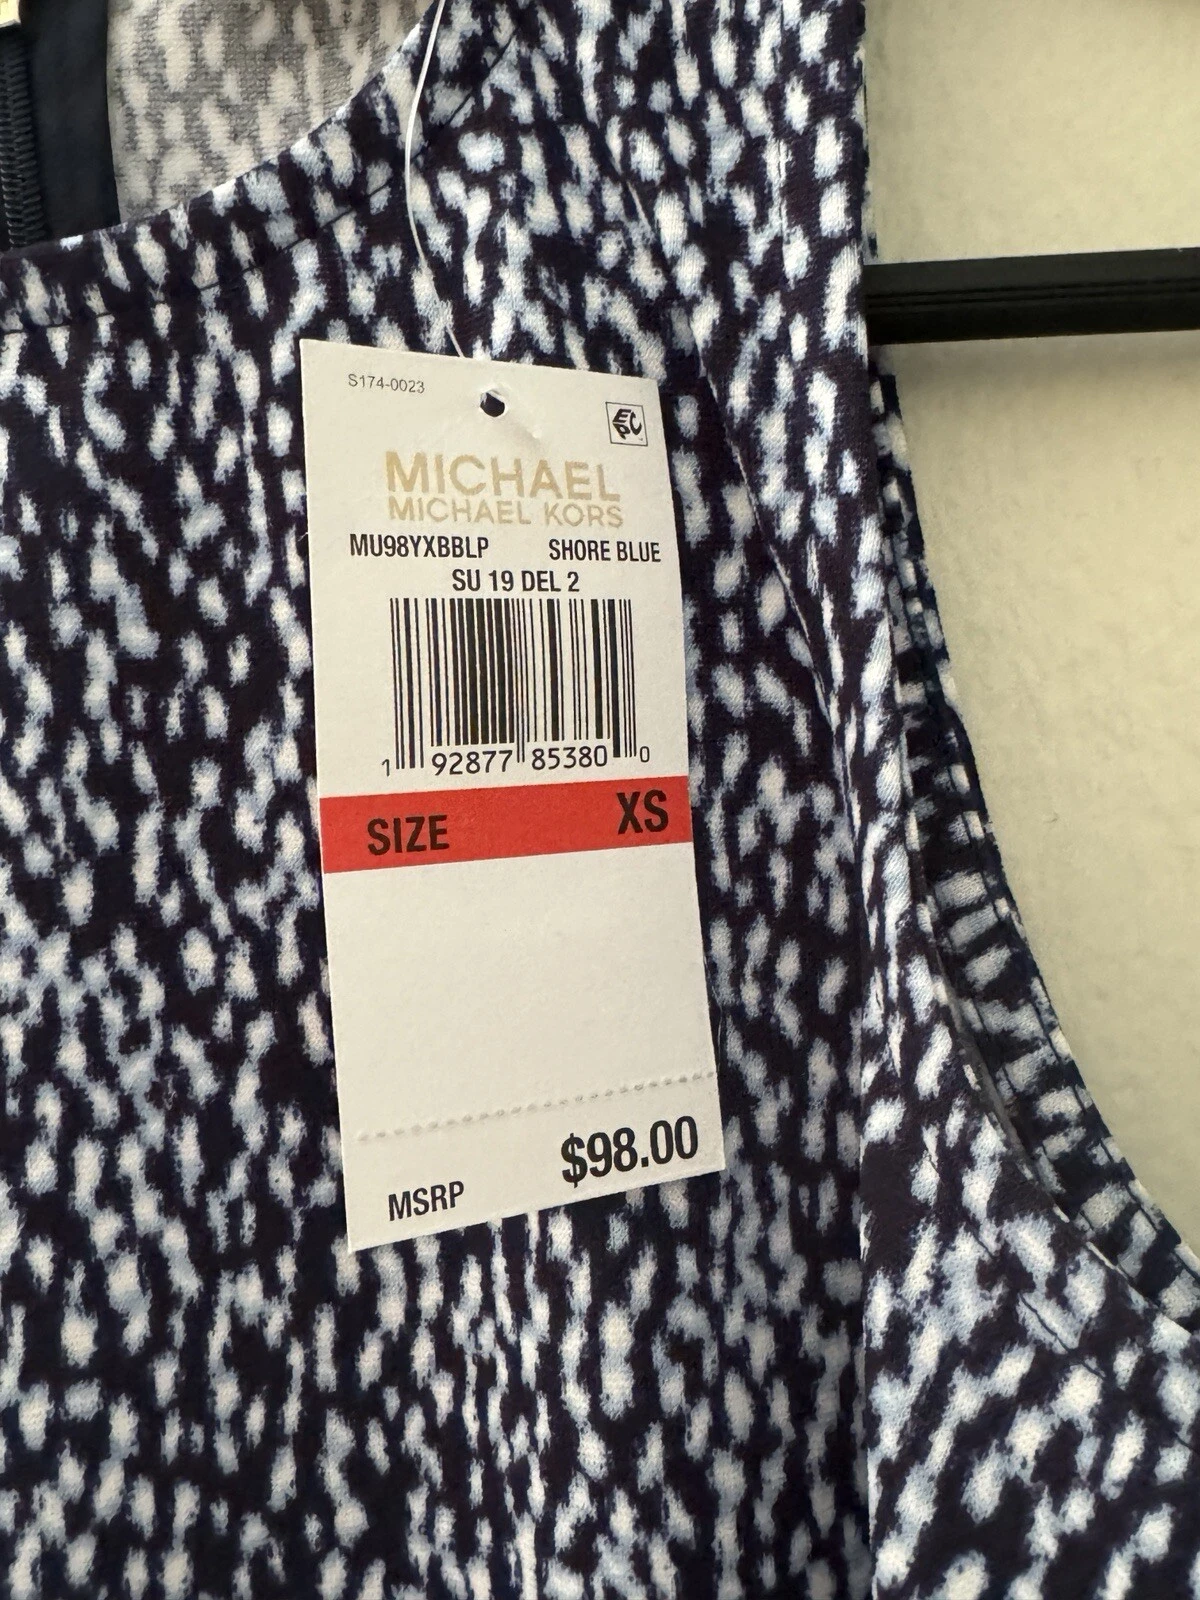 S174-0023
EPC
MICHAEL
MICHAEL KORS
MU98YXBBLP SHORE BLUE
SU 19 DEL 2
1 92877 85380 0
SIZE XS
$98.00
MSRP